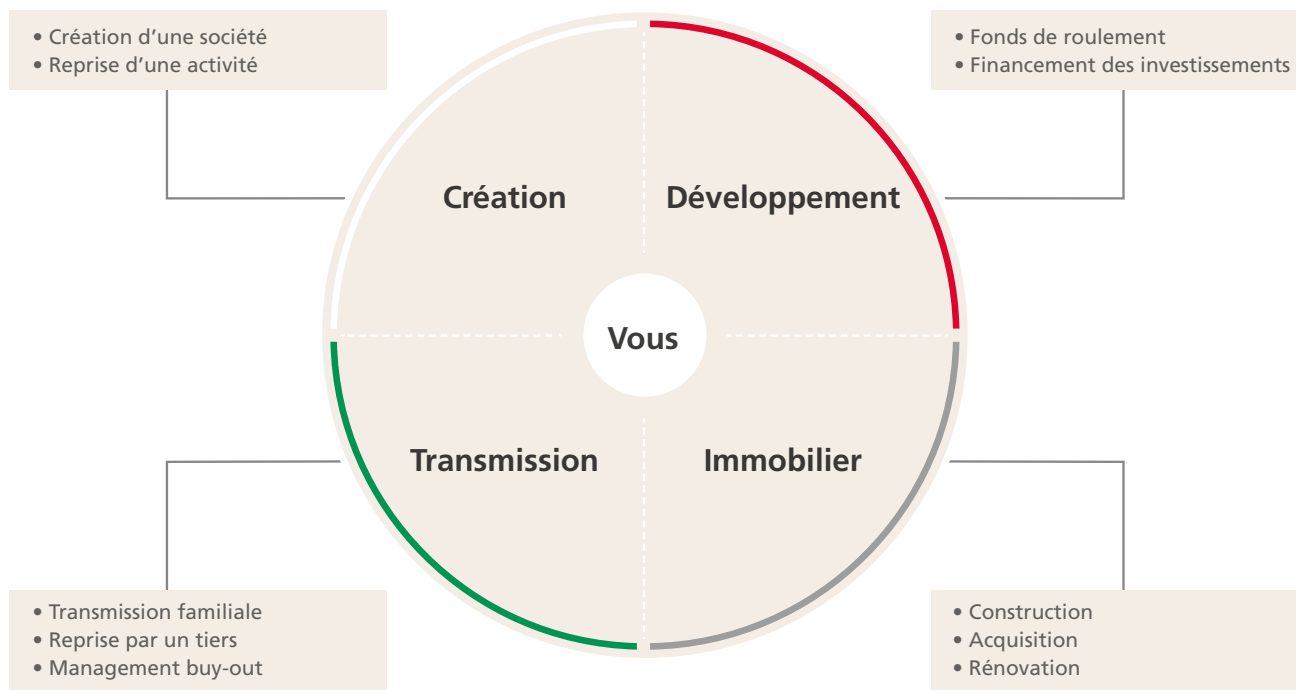 • Création d’une société
• Reprise d’une activité
• Fonds de roulement
• Financement des investissements
Création
Développement
Vous
Transmission
Immobilier
• Transmission familiale
• Reprise par un tiers
• Management buy-out
• Construction
• Acquisition
• Rénovation